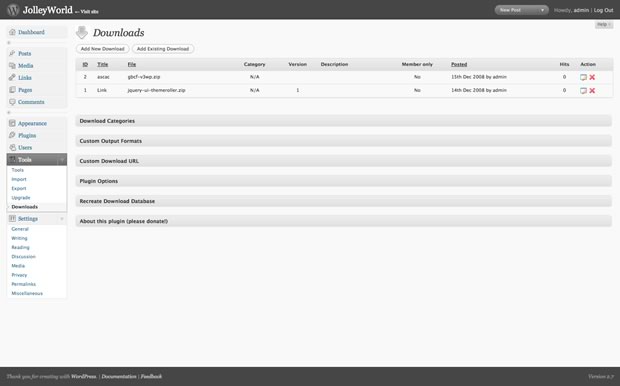 JolleyWorld ← Visit site
New Post
Howdy, admin | Log Out
Help
Dashboard
Posts
Media
Links
Pages
Comments
Appearance
Plugins
Users
Tools
Tools
Import
Export
Upgrade
Downloads
Settings
General
Writing
Reading
Discussion
Media
Privacy
Permalinks
Miscellaneous
Downloads
Add New Download Add Existing Download
ID Title File Category Version Description Member only Posted Hits Action
2 ascac gbcf-v3wp.zip N/A No 15th Dec 2008 by admin 0
1 Link jquery-ui-themeroller.zip N/A 1 No 14th Dec 2008 by admin 0
Download Categories
Custom Output Formats
Custom Download URL
Plugin Options
Recreate Download Database
About this plugin (please donate!)
Thank you for creating with WordPress. | Documentation | Feedback
Version 2.7